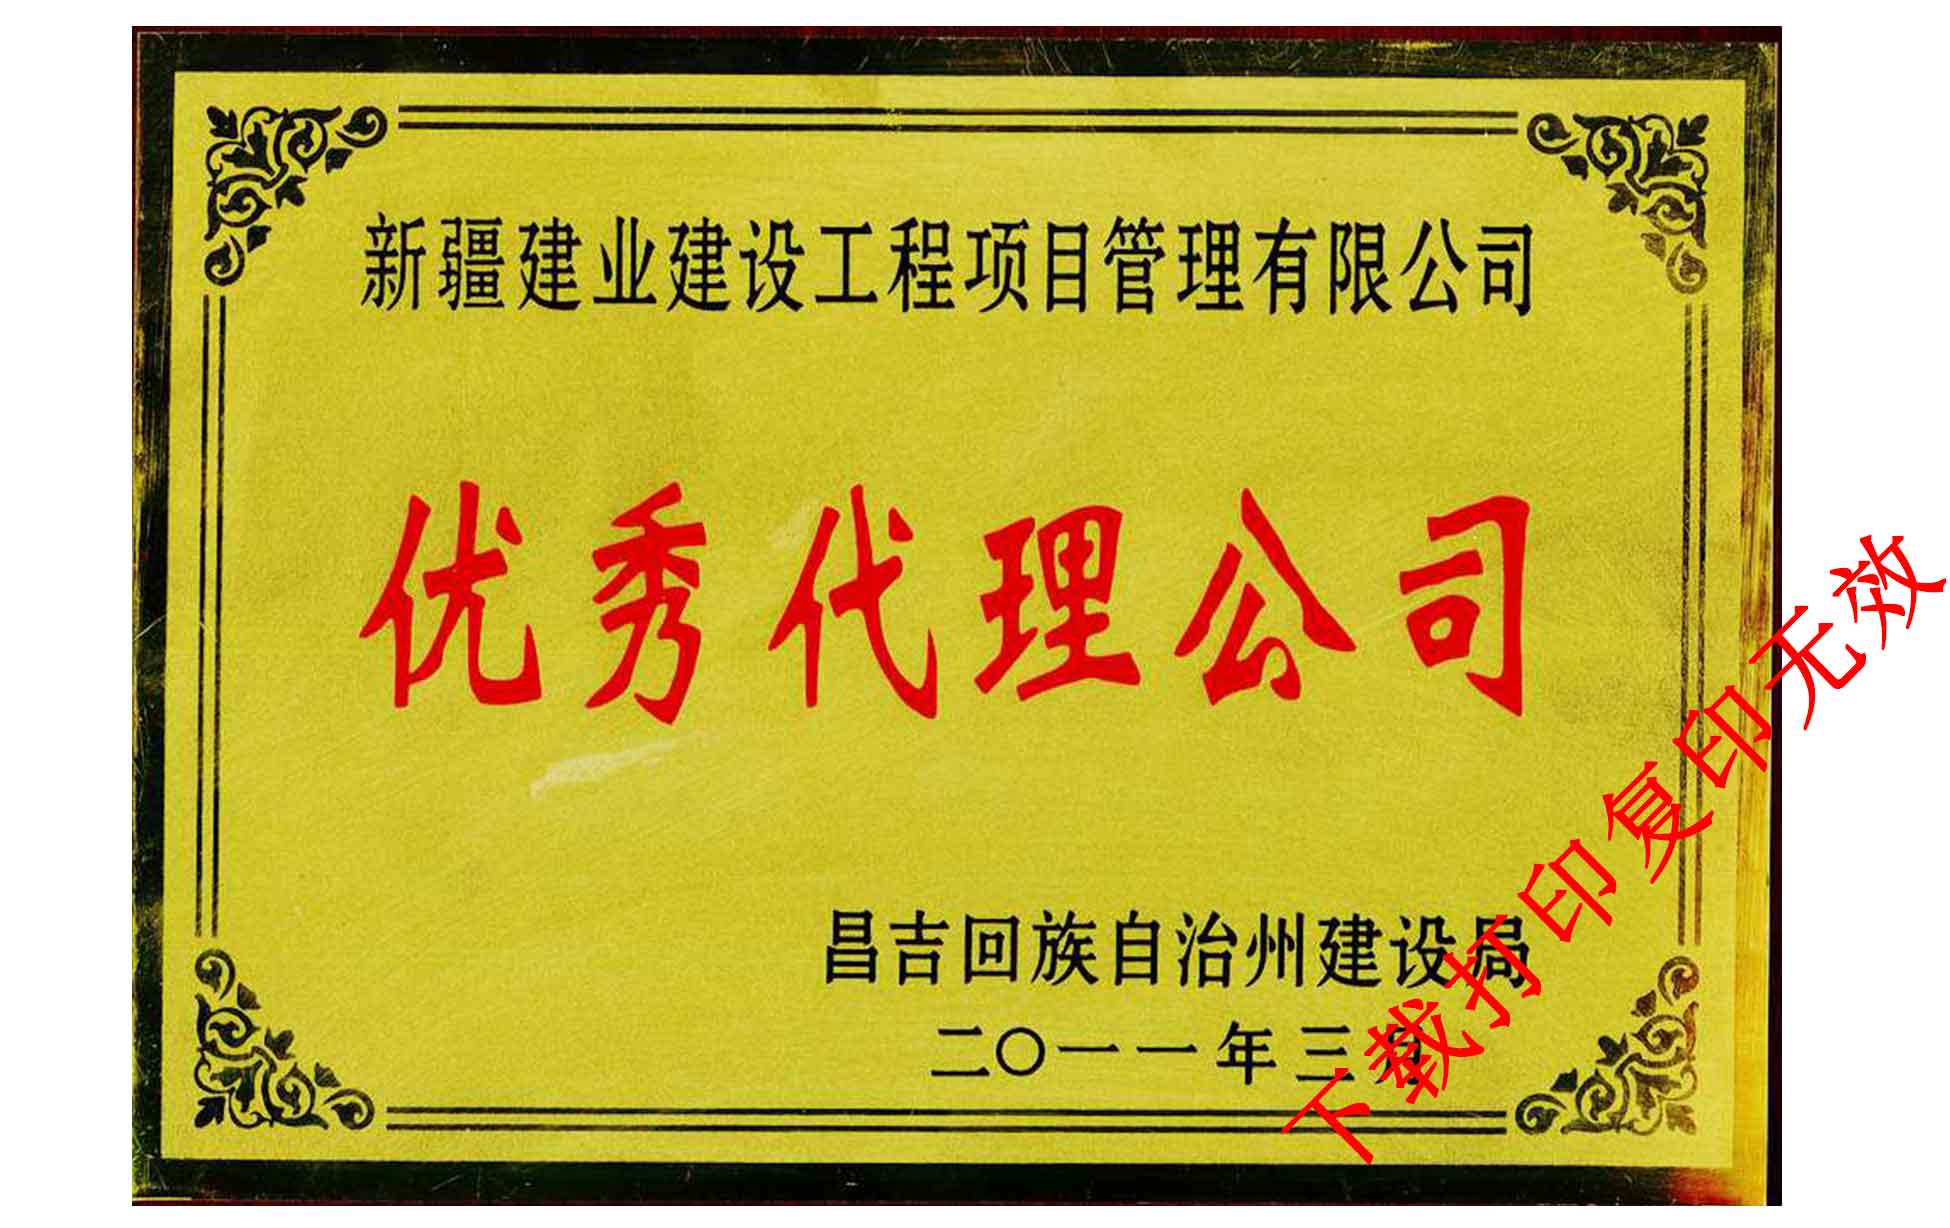 新疆建业建设工程项目管理有限公司
优秀代理公司
昌吉回族自治州建设局
二〇一一年三月
下载打印复印无效